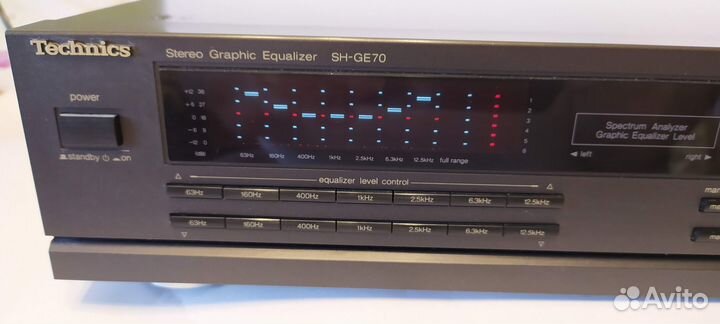 Technics
Stereo Graphic Equalizer SH-GE70
power
standby on
+12 36
+6 27
0 18
-6 9
-12 0
(dB)
63Hz 160Hz 400Hz 1kHz 2.5kHz 6.3kHz 12.5kHz full range
1
2
3
4
5
6
Spectrum Analyzer
Graphic Equalizer Level
left right
equalizer level control
63Hz 160Hz 400Hz 1kHz 2.5kHz 6.3kHz 12.5kHz
63Hz 160Hz 400Hz 1kHz 2.5kHz 6.3kHz 12.5kHz
Avito